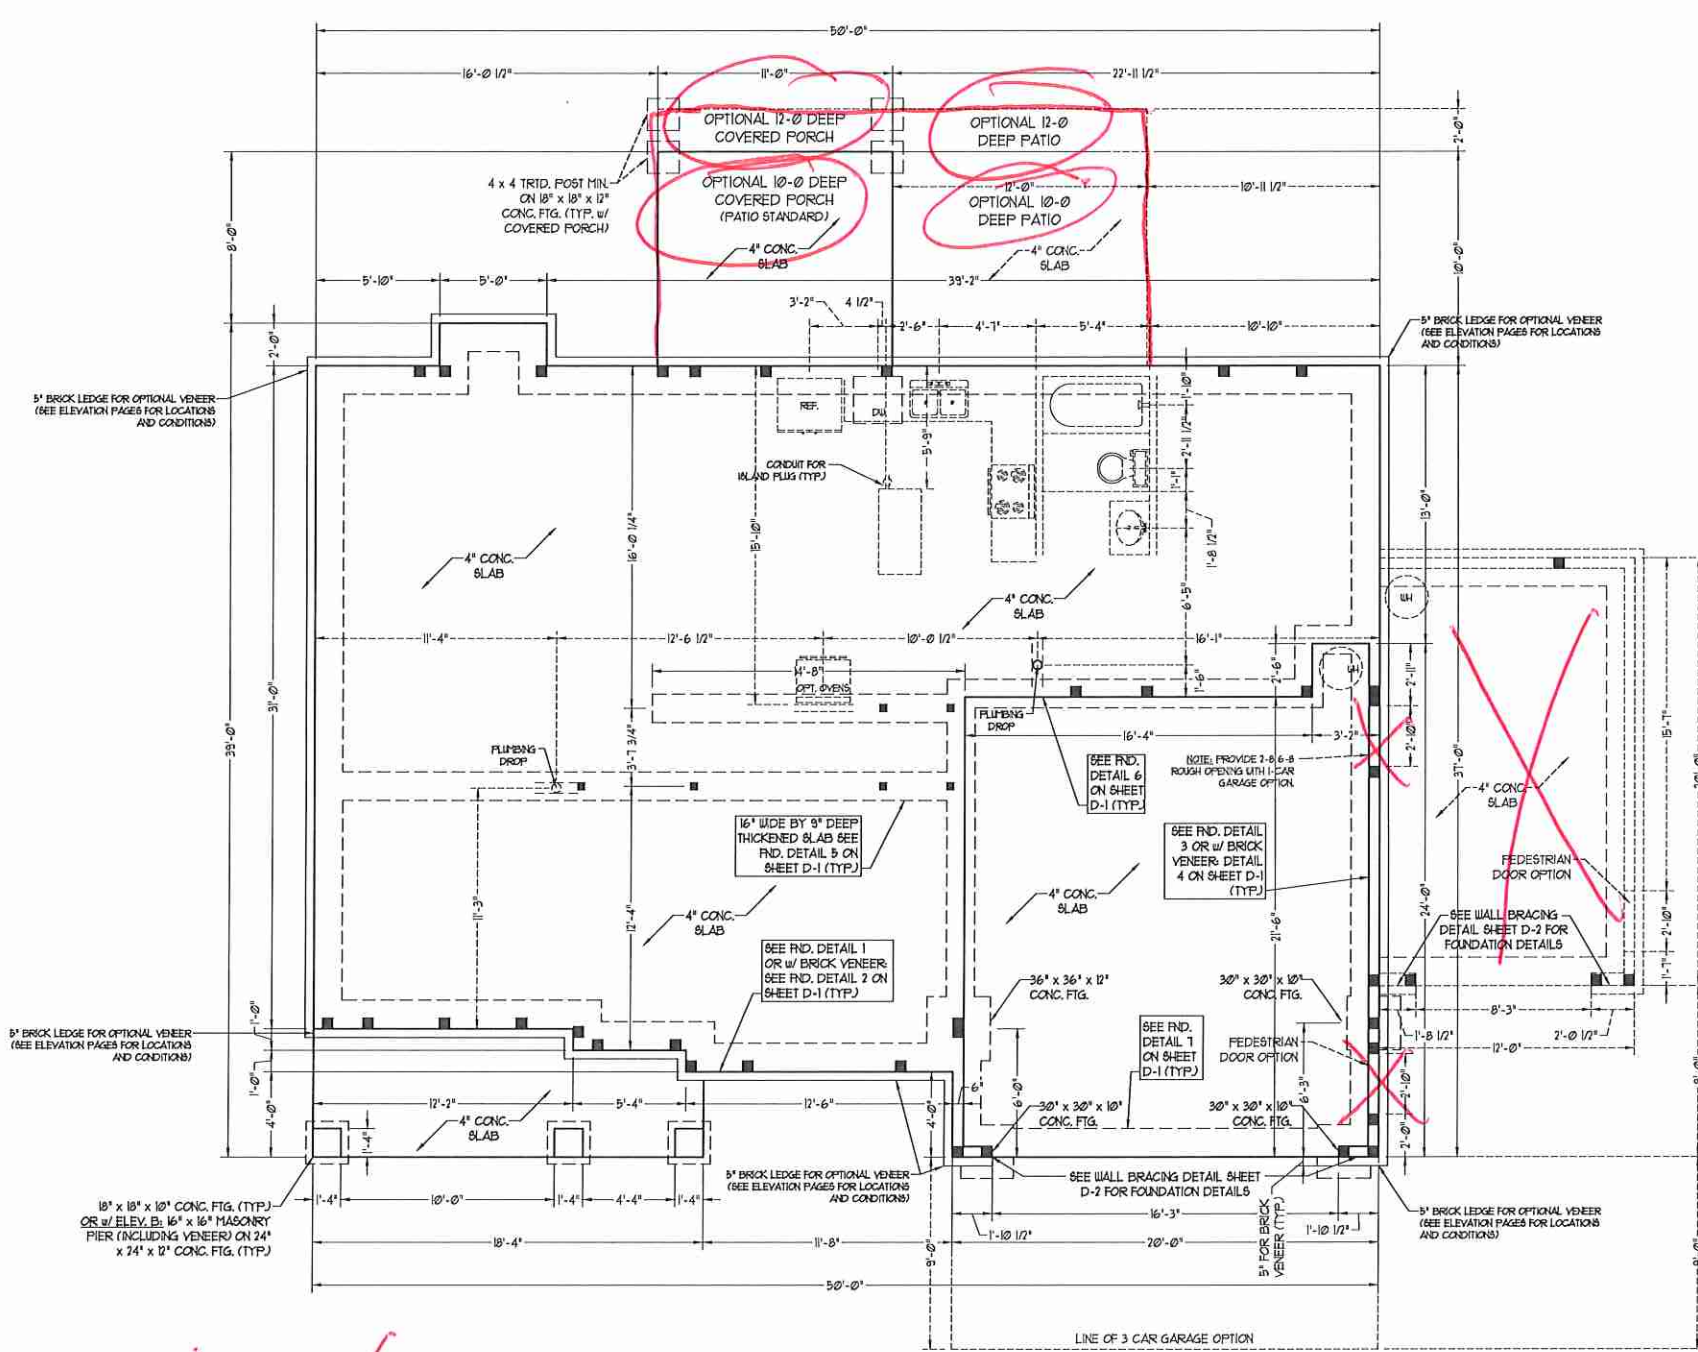 50'-0"
16'-0 1/2"
11'-0"
22'-11 1/2"
OPTIONAL 12-0 DEEP
COVERED PORCH
OPTIONAL 12-0
DEEP PATIO
2'-0"
4 x 4 TRTD. POST MIN.
ON 18" x 18" x 12"
CONC. FTG. (TYP. w/
COVERED PORCH)
OPTIONAL 10-0 DEEP
COVERED PORCH
(PATIO STANDARD)
12'-0"
10'-11 1/2"
OPTIONAL 10-0
DEEP PATIO
8'-0"
4" CONC.
SLAB
4" CONC.
SLAB
10'-0"
5'-10"
5'-0"
39'-2"
3'-2"
4 1/2"
2'-6"
4'-7"
5'-4"
10'-10"
2'-0"
5" BRICK LEDGE FOR OPTIONAL VENEER
(SEE ELEVATION PAGES FOR LOCATIONS
AND CONDITIONS)
5" BRICK LEDGE FOR OPTIONAL VENEER
(SEE ELEVATION PAGES FOR LOCATIONS
AND CONDITIONS)
REF.
DW
1'-10"
2'-11 1/2"
5'-9"
CONDUIT FOR
ISLAND PLUG (TYP.)
1'-1"
1'-8 1/2"
13'-0"
16'-0 1/4"
15'-10"
4" CONC.
SLAB
4" CONC.
SLAB
6'-5"
WH
11'-4"
12'-6 1/2"
10'-0 1/2"
16'-1"
14'-8"
OPT. OVENS
1'-6"
2'-6"
WH
2'-11"
31'-0"
39'-0"
PLUMBING
DROP
16'-4"
3'-2"
2'-10"
15'-7"
3'-7 3/4"
PLUMBING
DROP
SEE FND.
DETAIL 6
ON SHEET
D-1 (TYP.)
NOTE: PROVIDE 2-8 6-8
ROUGH OPENING WITH 1-CAR
GARAGE OPTION.
37'-0"
4" CONC.
SLAB
16" WIDE BY 9" DEEP
THICKENED SLAB SEE
FND. DETAIL 5 ON
SHEET D-1 (TYP.)
SEE FND. DETAIL
3 OR w/ BRICK
VENEER: DETAIL
4 ON SHEET D-1
(TYP.)
PEDESTRIAN
DOOR OPTION
11'-3"
12'-4"
4" CONC.
SLAB
4" CONC.
SLAB
21'-6"
24'-0"
SEE WALL BRACING
DETAIL SHEET D-2 FOR
FOUNDATION DETAILS
2'-10"
1'-7"
SEE FND. DETAIL 1
OR w/ BRICK VENEER:
SEE FND. DETAIL 2 ON
SHEET D-1 (TYP.)
36" x 36" x 12"
CONC. FTG.
30" x 30" x 10"
CONC. FTG.
8'-3"
1'-8 1/2"
2'-0 1/2"
12'-0"
5" BRICK LEDGE FOR OPTIONAL VENEER
(SEE ELEVATION PAGES FOR LOCATIONS
AND CONDITIONS)
1'-0"
1'-0"
4'-0"
SEE FND.
DETAIL 7
ON SHEET
D-1 (TYP.)
PEDESTRIAN
DOOR OPTION
6'-0"
6'-3"
2'-10"
2'-0"
12'-2"
5'-4"
12'-6"
6"
4'-0"
4" CONC.
SLAB
1'-4"
30" x 30" x 10"
CONC. FTG.
30" x 30" x 10"
CONC. FTG.
5" BRICK LEDGE FOR OPTIONAL VENEER
(SEE ELEVATION PAGES FOR LOCATIONS
AND CONDITIONS)
SEE WALL BRACING DETAIL SHEET
D-2 FOR FOUNDATION DETAILS
18" x 18" x 10" CONC. FTG. (TYP.)
OR w/ ELEV. B: 16" x 16" MASONRY
PIER (INCLUDING VENEER) ON 24"
x 24" x 12" CONC. FTG. (TYP.)
1'-4"
10'-0"
1'-4"
4'-4"
1'-4"
1'-10 1/2"
16'-3"
1'-10 1/2"
5" FOR BRICK
VENEER (TYP.)
5" BRICK LEDGE FOR OPTIONAL VENEER
(SEE ELEVATION PAGES FOR LOCATIONS
AND CONDITIONS)
18'-4"
11'-8"
20'-0"
9'-0"
50'-0"
LINE OF 3 CAR GARAGE OPTION